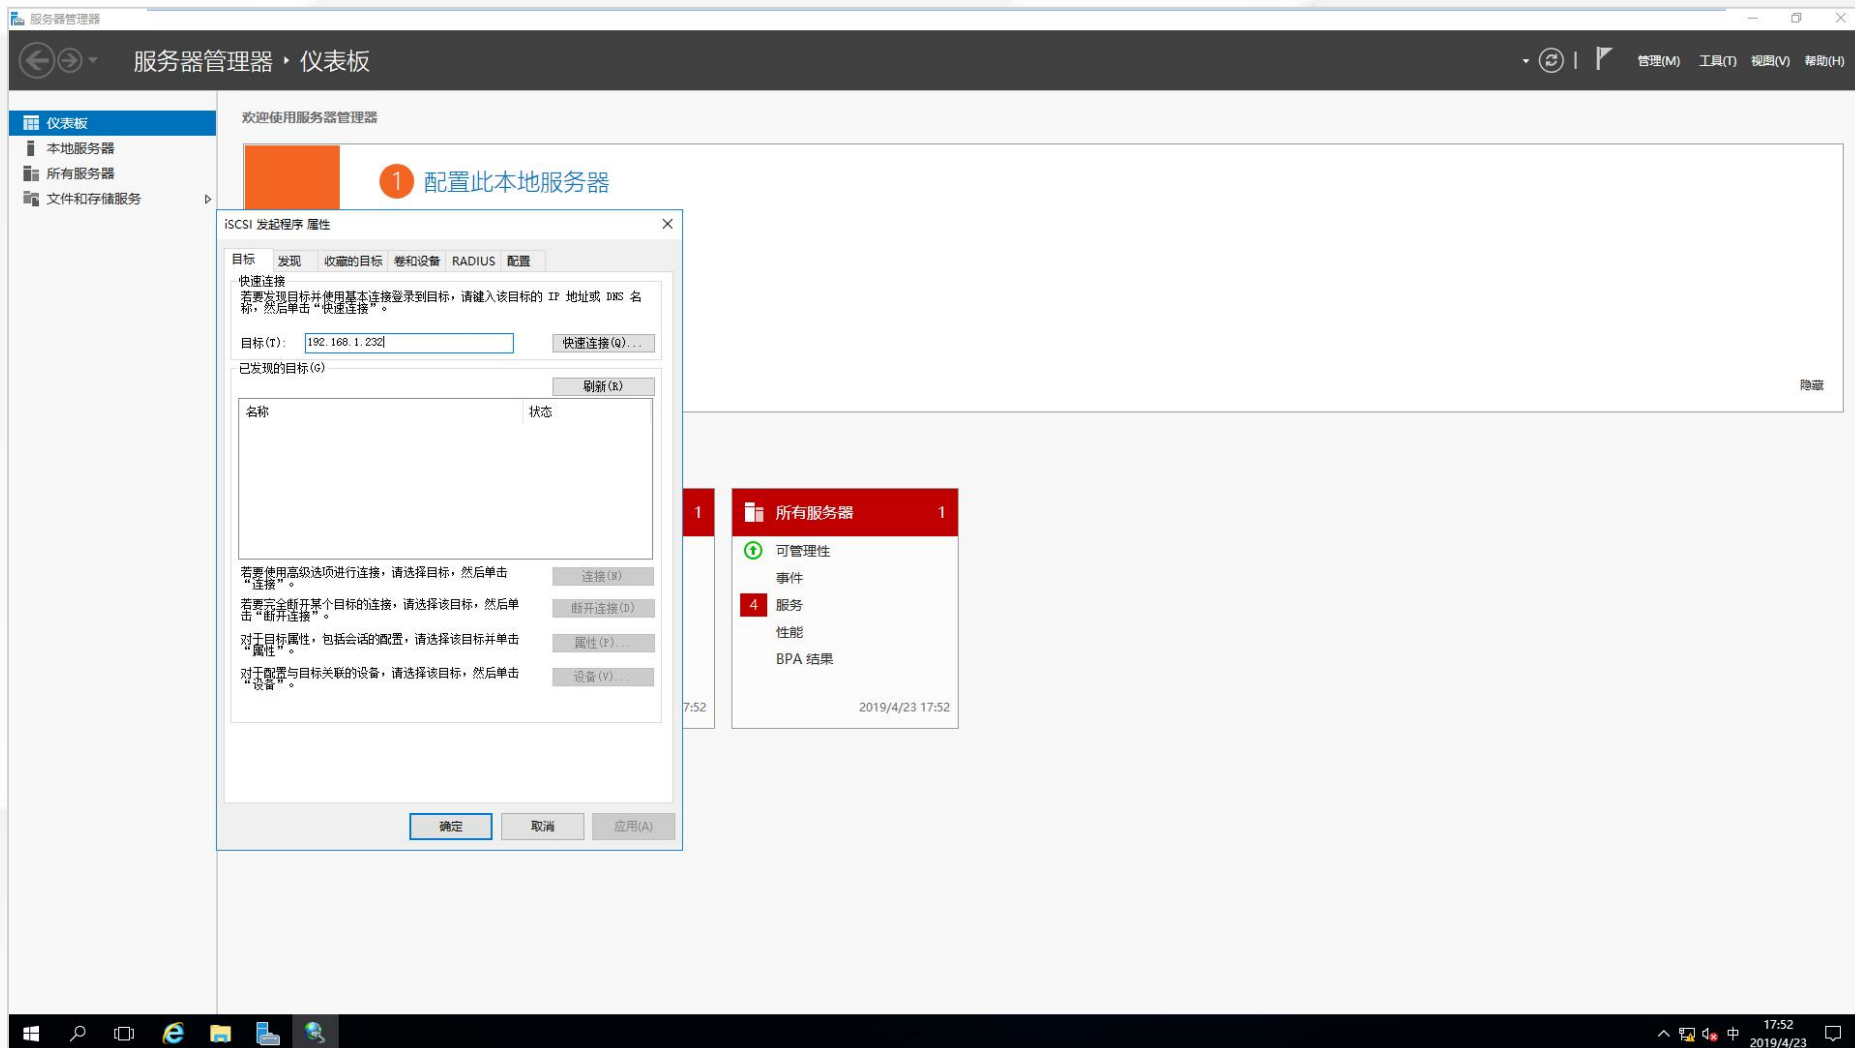 服务器管理器
服务器管理器 · 仪表板
管理(M) 工具(T) 视图(V) 帮助(H)
仪表板
本地服务器
所有服务器
文件和存储服务
欢迎使用服务器管理器
1 配置此本地服务器
隐藏
iSCSI 发起程序 属性
目标 发现 收藏的目标 卷和设备 RADIUS 配置
快速连接
若要发现目标并使用基本连接登录到目标，请键入该目标的 IP 地址或 DNS 名
称，然后单击“快速连接”。
目标(T): 192.168.1.232 快速连接(Q)...
已发现的目标(G)
刷新(R)
名称 状态
若要使用高级选项进行连接，请选择目标，然后单击
“连接”。
连接(N)
若要完全断开某个目标的连接，请选择该目标，然后单
击“断开连接”。
断开连接(D)
对于目标属性，包括会话的配置，请选择该目标并单击
“属性”。
属性(P)...
对于配置与目标关联的设备，请选择该目标，然后单击
“设备”。
设备(V)...
确定 取消 应用(A)
1
7:52
所有服务器 1
可管理性
事件
4 服务
性能
BPA 结果
2019/4/23 17:52
中
17:52
2019/4/23